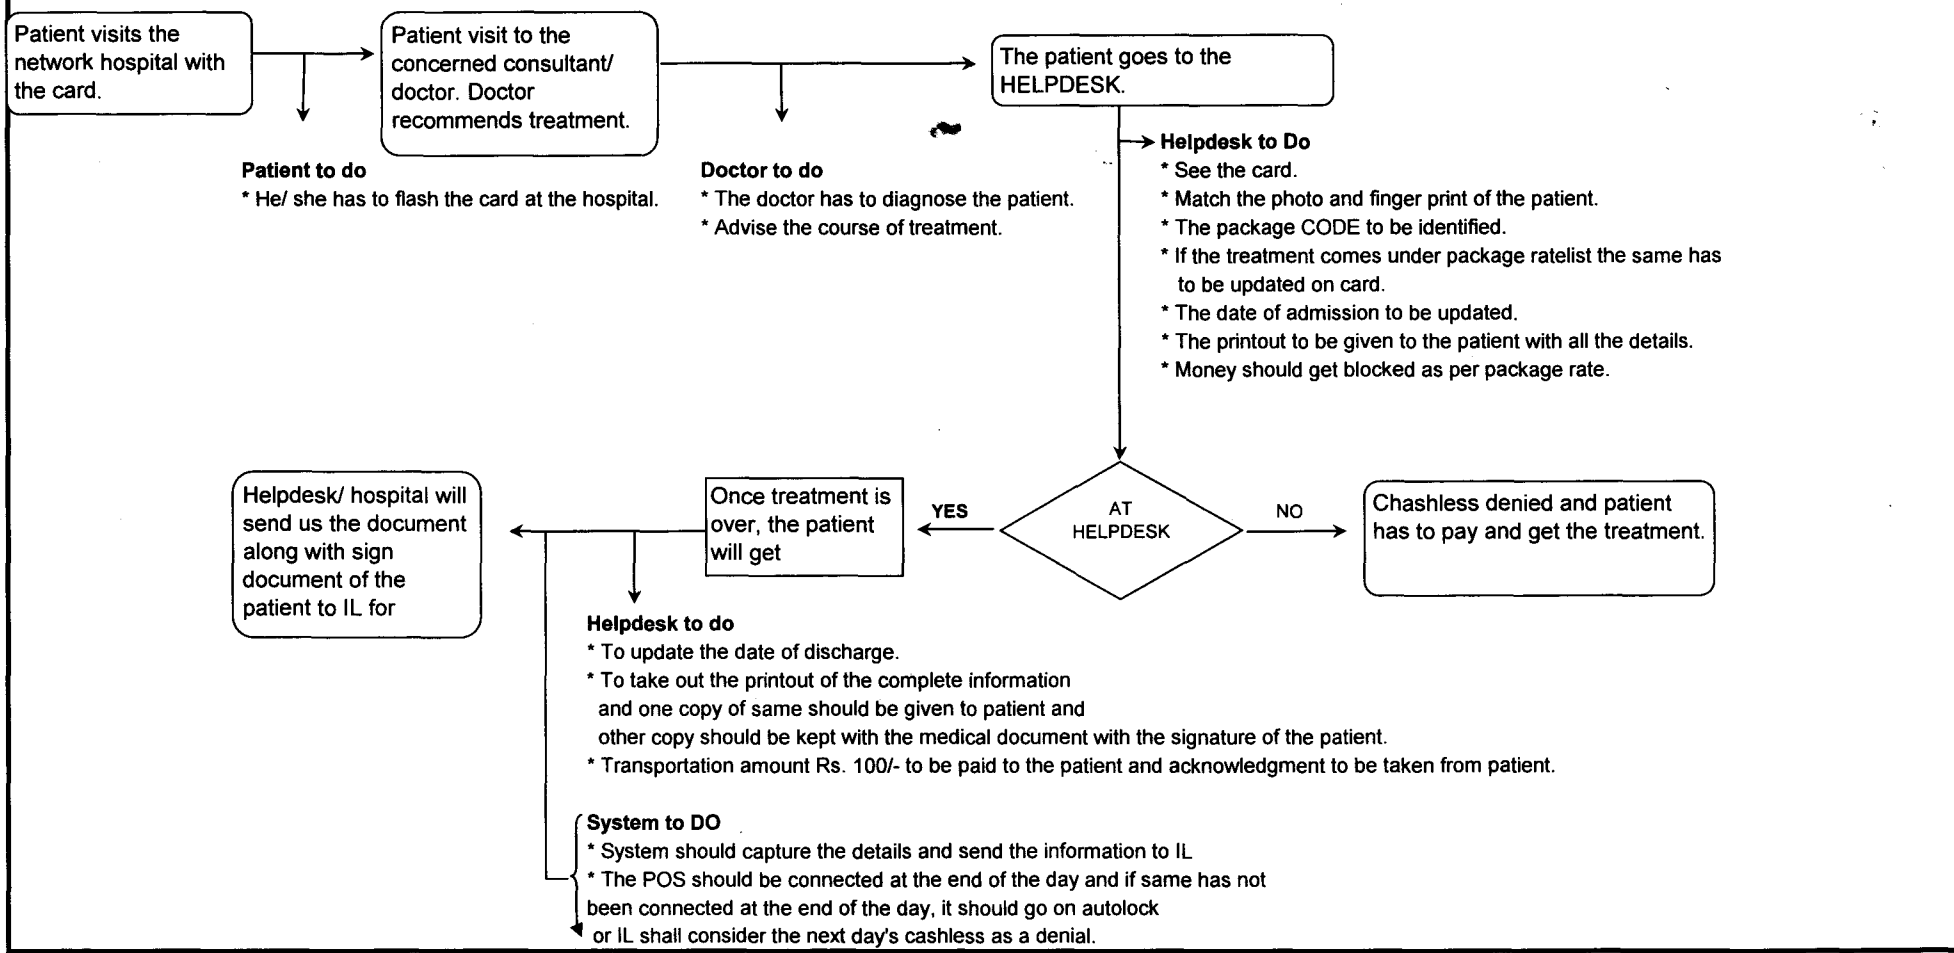 Patient visits the
network hospital with
the card.
Patient visit to the
concerned consultant/
doctor. Doctor
recommends treatment.
The patient goes to the
HELPDESK.
Patient to do
* He/ she has to flash the card at the hospital.
Doctor to do
* The doctor has to diagnose the patient.
* Advise the course of treatment.
Helpdesk to Do
* See the card.
* Match the photo and finger print of the patient.
* The package CODE to be identified.
* If the treatment comes under package ratelist the same has
to be updated on card.
* The date of admission to be updated.
* The printout to be given to the patient with all the details.
* Money should get blocked as per package rate.
Helpdesk/ hospital will
send us the document
along with sign
document of the
patient to IL for
Once treatment is
over, the patient
will get
YES
AT
HELPDESK
NO
Chashless denied and patient
has to pay and get the treatment.
Helpdesk to do
* To update the date of discharge.
* To take out the printout of the complete information
and one copy of same should be given to patient and
other copy should be kept with the medical document with the signature of the patient.
* Transportation amount Rs. 100/- to be paid to the patient and acknowledgment to be taken from patient.
System to DO
* System should capture the details and send the information to IL
* The POS should be connected at the end of the day and if same has not
been connected at the end of the day, it should go on autolock
or IL shall consider the next day's cashless as a denial.